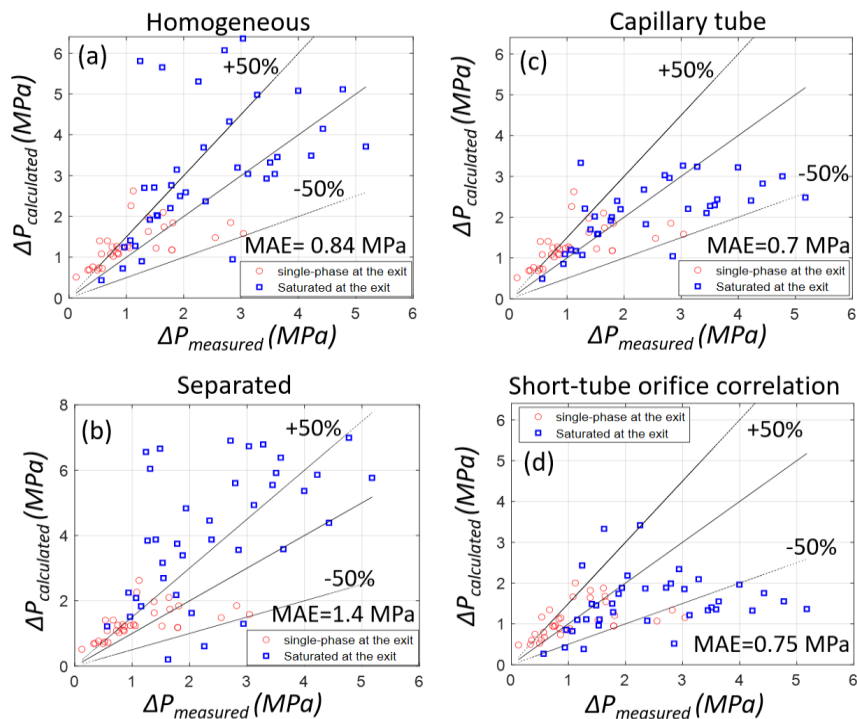 Homogeneous
(a)
+50%
-50%
MAE= 0.84 MPa
single-phase at the exit
Saturated at the exit
ΔPcalculated (MPa)
6
5
4
3
2
1
0
0 1 2 3 4 5 6
ΔPmeasured (MPa)
Capillary tube
(c)
+50%
-50%
MAE=0.7 MPa
single-phase at the exit
Saturated at the exit
ΔPcalculated (MPa)
6
5
4
3
2
1
0
0 1 2 3 4 5 6
ΔPmeasured (MPa)
Separated
(b)
+50%
-50%
MAE=1.4 MPa
single-phase at the exit
Saturated at the exit
ΔPcalculated (MPa)
8
6
4
2
0
0 1 2 3 4 5 6
ΔPmeasured (MPa)
Short-tube orifice correlation
single-phase at the exit
Saturated at the exit
+50%
(d)
-50%
MAE=0.75 MPa
ΔPcalculated (MPa)
6
5
4
3
2
1
0
0 1 2 3 4 5 6
ΔPmeasured (MPa)